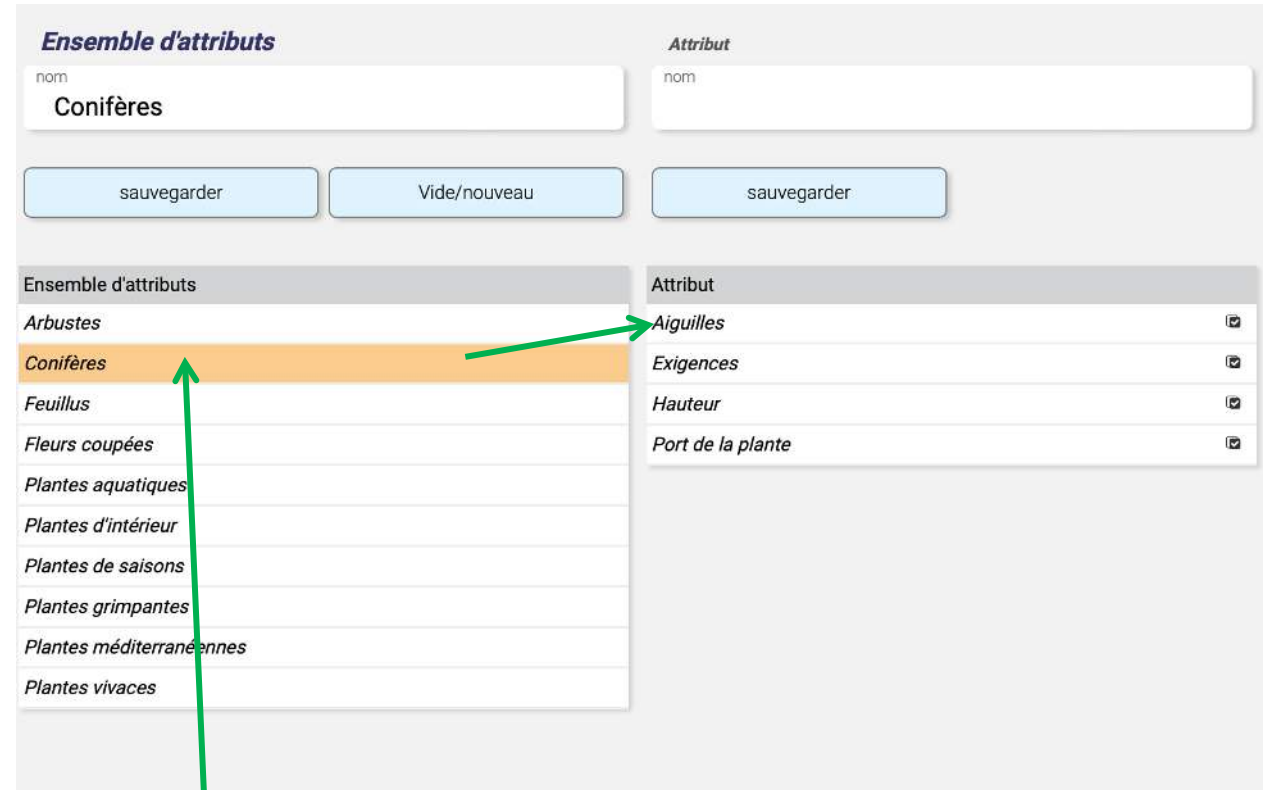 Ensemble d'attributs
Attribut
nom
Conifères
nom
sauvegarder
Vide/nouveau
sauvegarder
Ensemble d'attributs
Arbustes
Conifères
Feuillus
Fleurs coupées
Plantes aquatiques
Plantes d'intérieur
Plantes de saisons
Plantes grimpantes
Plantes méditerranéennes
Plantes vivaces
Attribut
Aiguilles
Exigences
Hauteur
Port de la plante